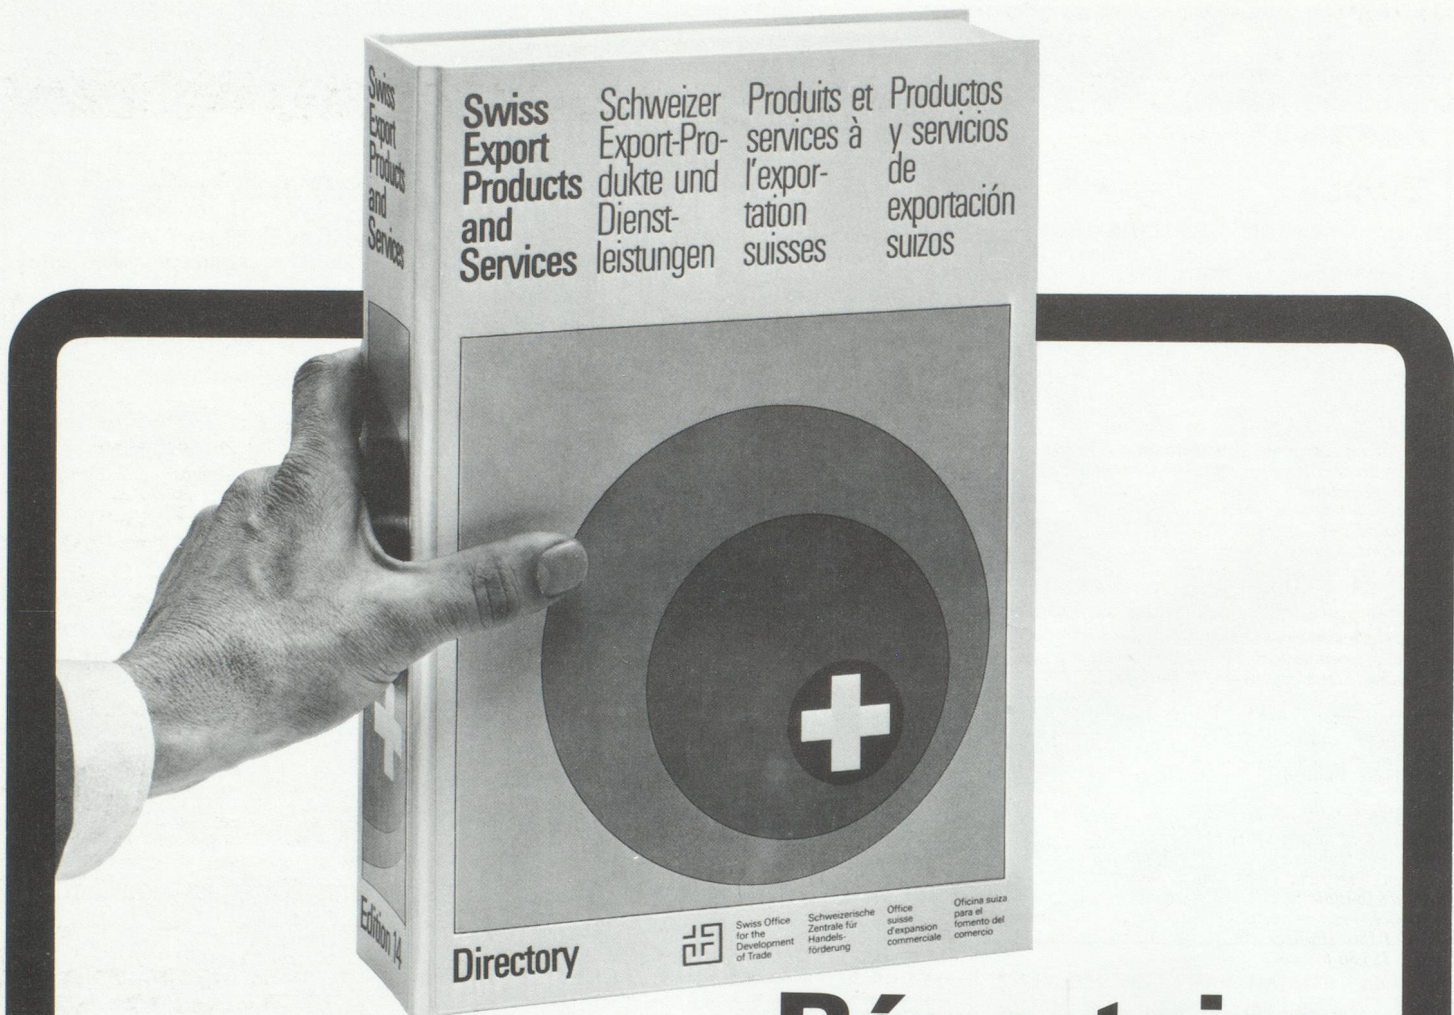 Swiss
Export
Products
and
Services
Swiss
Export
Products
and
Services
Schweizer
Export-Pro-
dukte und
Dienst-
leistungen
Produits et
services à
l'expor-
tation
suisses
Productos
y servicios
de
exportación
suizos
Edition 14
Directory
Swiss Office
for the
Development
of Trade
Schweizerische
Zentrale für
Handels-
förderung
Office
suisse
d'expansion
commerciale
Oficina suiza
para el
fomento del
comercio